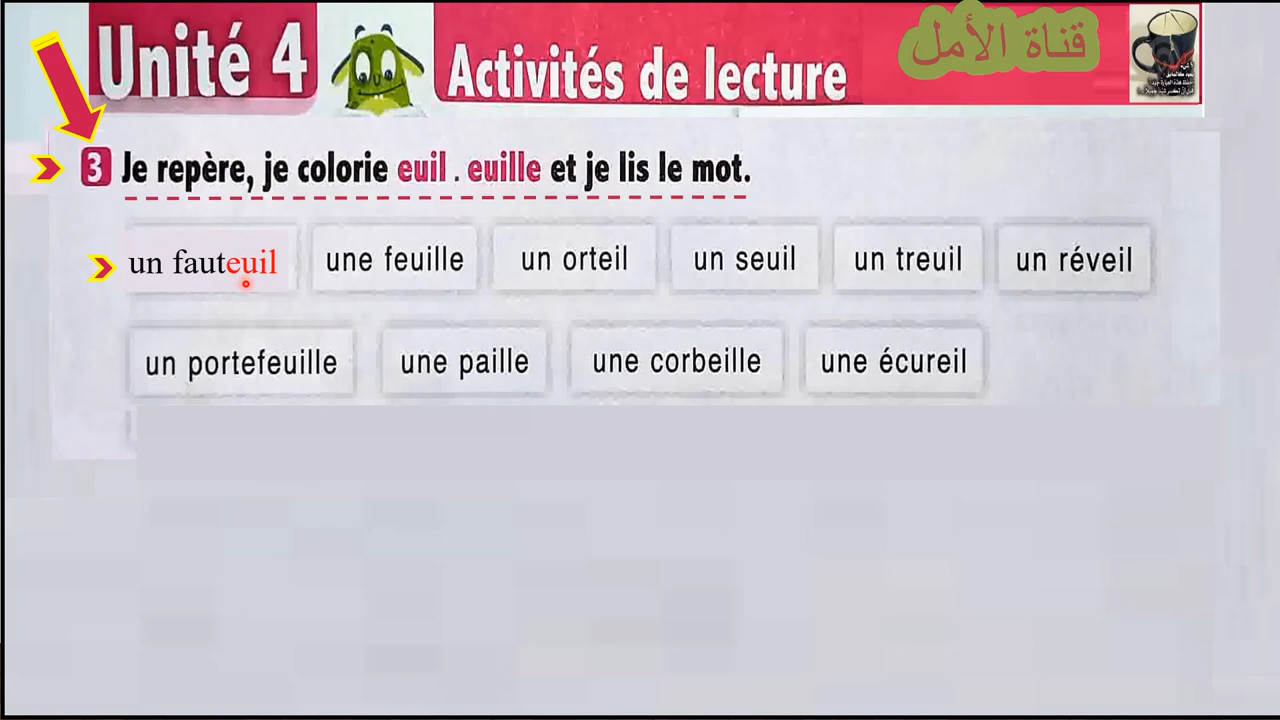 Unité 4
Activités de lecture
قناة الأمل
3 Je repère, je colorie euil . euille et je lis le mot.
un fauteuil une feuille un orteil un seuil un treuil un réveil
un portefeuille une paille une corbeille une écureil